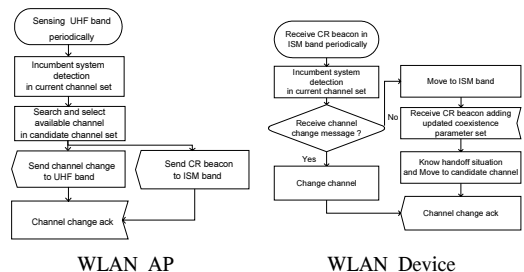 Sensing UHF band
periodically
Incumbent system
detection
in current channel set
Search and select
available channel
in candidate channel set
Send channel change
to UHF band
Send CR beacon
to ISM band
Channel change ack
WLAN AP
Receive CR beacon in
ISM band periodically
Incumbent system
detection
in current channel set
Receive channel
change message ?
No
Yes
Change channel
Move to ISM band
Receive CR beacon adding
updated coexistence
parameter set
Know handoff situation
and Move to candidate channel
Channel change ack
WLAN Device